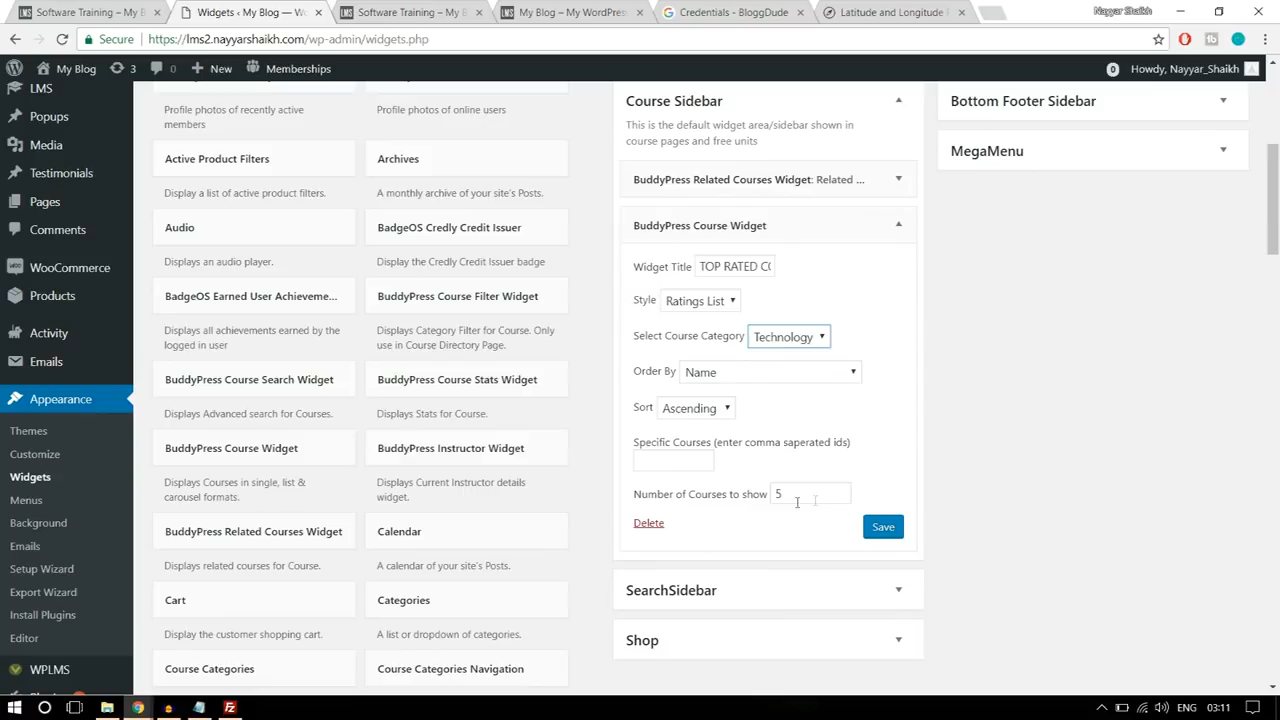 Software Training – My B
Widgets ‹ My Blog — Wo
Software Training – My B
My Blog – My WordPress
Credentials - BloggDude
Latitude and Longitude F
Nayyar Shaikh
Secure
https://lms2.nayyarshaikh.com/wp-admin/widgets.php
My Blog
3
0
New
Memberships
0
Howdy, Nayyar_Shaikh
LMS
Popups
Media
Testimonials
Pages
Comments
WooCommerce
Products
Activity
Emails
Appearance
Themes
Customize
Widgets
Menus
Background
Emails
Setup Wizard
Export Wizard
Install Plugins
Editor
WPLMS
Profile photos of recently active
members
Profile photos of online users
Active Product Filters
Archives
Display a list of active product filters.
A monthly archive of your site's Posts.
Audio
BadgeOS Credly Credit Issuer
Displays an audio player.
Display the Credly Credit Issuer badge
BadgeOS Earned User Achieveme...
BuddyPress Course Filter Widget
Displays all achievements earned by the
logged in user
Displays Category Filter for Course. Only
use in Course Directory Page.
BuddyPress Course Search Widget
BuddyPress Course Stats Widget
Displays Advanced search for Courses.
Displays Stats for Course.
BuddyPress Course Widget
BuddyPress Instructor Widget
Displays Courses in single, list &
carousel formats.
Displays Current Instructor details
widget.
BuddyPress Related Courses Widget
Calendar
Displays related courses for Course.
A calendar of your site's Posts.
Cart
Categories
Display the customer shopping cart.
A list or dropdown of categories.
Course Categories
Course Categories Navigation
Course Sidebar
This is the default widget area/sidebar shown in
course pages and free units
BuddyPress Related Courses Widget: Related ...
BuddyPress Course Widget
Widget Title TOP RATED CO
Style Ratings List
Select Course Category Technology
Order By Name
Sort Ascending
Specific Courses (enter comma saperated ids)
Number of Courses to show 5
Delete
Save
SearchSidebar
Shop
Bottom Footer Sidebar
MegaMenu
ENG
03:11